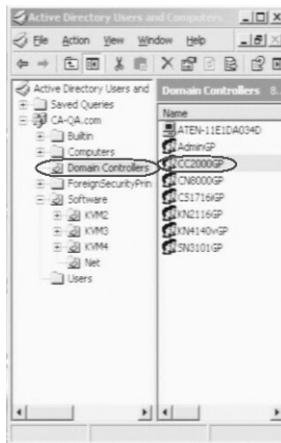 Active Directory Users and Computers
File Action View Window Help
Active Directory Users and
Saved Queries
CA-QA.com
Builtin
Computers
Domain Controllers
ForeignSecurityPrin
Software
KVM2
KVM3
KVM4
Net
Users
Domain Controllers 8
Name
ATEN-11E1DA034D
AdminGP
CC2000GP
CN8000GP
CS1716iGP
KN2116GP
KN4140vGP
SN3101GP